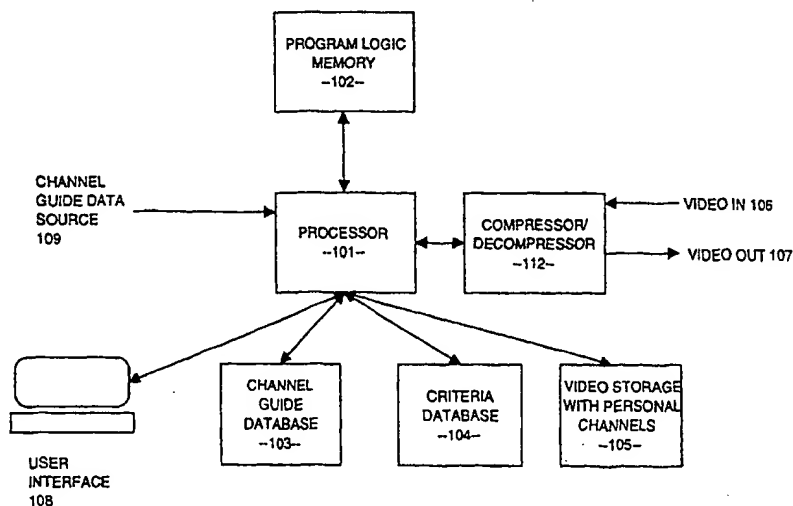 PROGRAM LOGIC
MEMORY
--102--
CHANNEL
GUIDE DATA
SOURCE
109
PROCESSOR
--101--
COMPRESSOR/
DECOMPRESSOR
--112--
VIDEO IN 106
VIDEO OUT 107
USER
INTERFACE
108
CHANNEL
GUIDE
DATABASE
--103--
CRITERIA
DATABASE
--104--
VIDEO STORAGE
WITH PERSONAL
CHANNELS
--105--